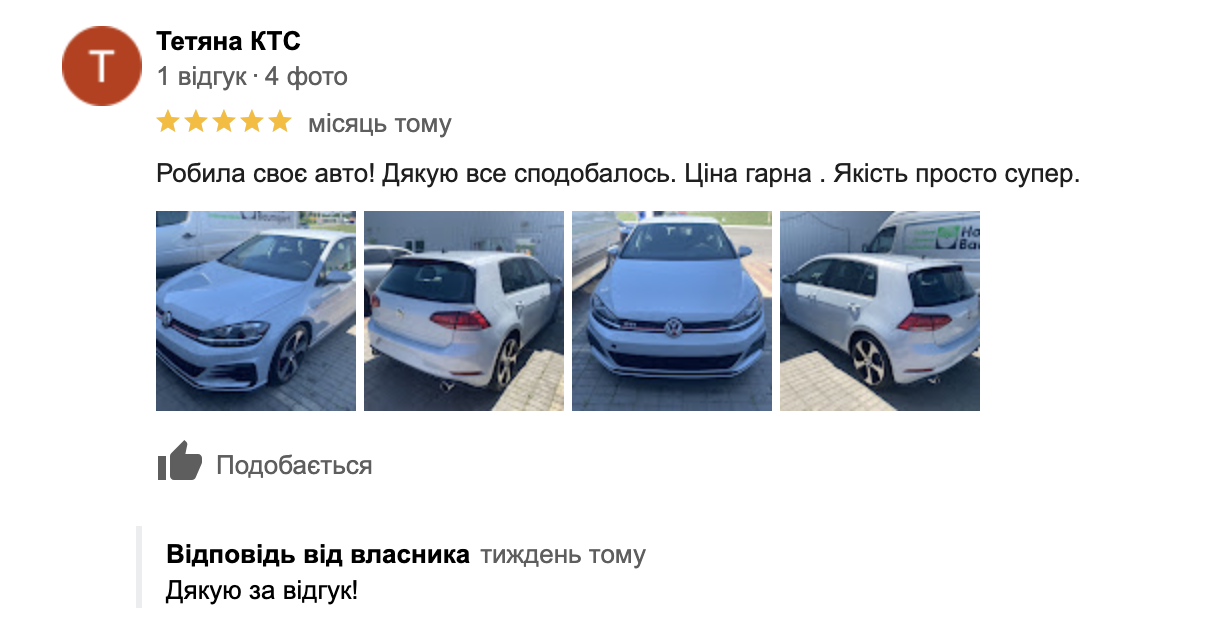 Т
Тетяна КТС
1 відгук · 4 фото
місяць тому
Робила своє авто! Дякую все сподобалось. Ціна гарна . Якість просто супер.
Подобається
Відповідь від власника тиждень тому
Дякую за відгук!